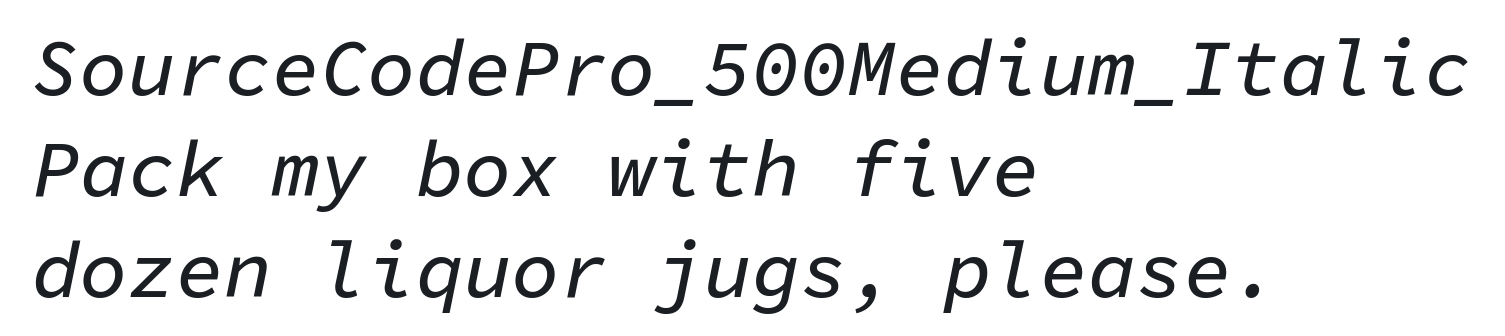 SourceCodePro_500Medium_Italic
Pack my box with five
dozen liquor jugs, please.